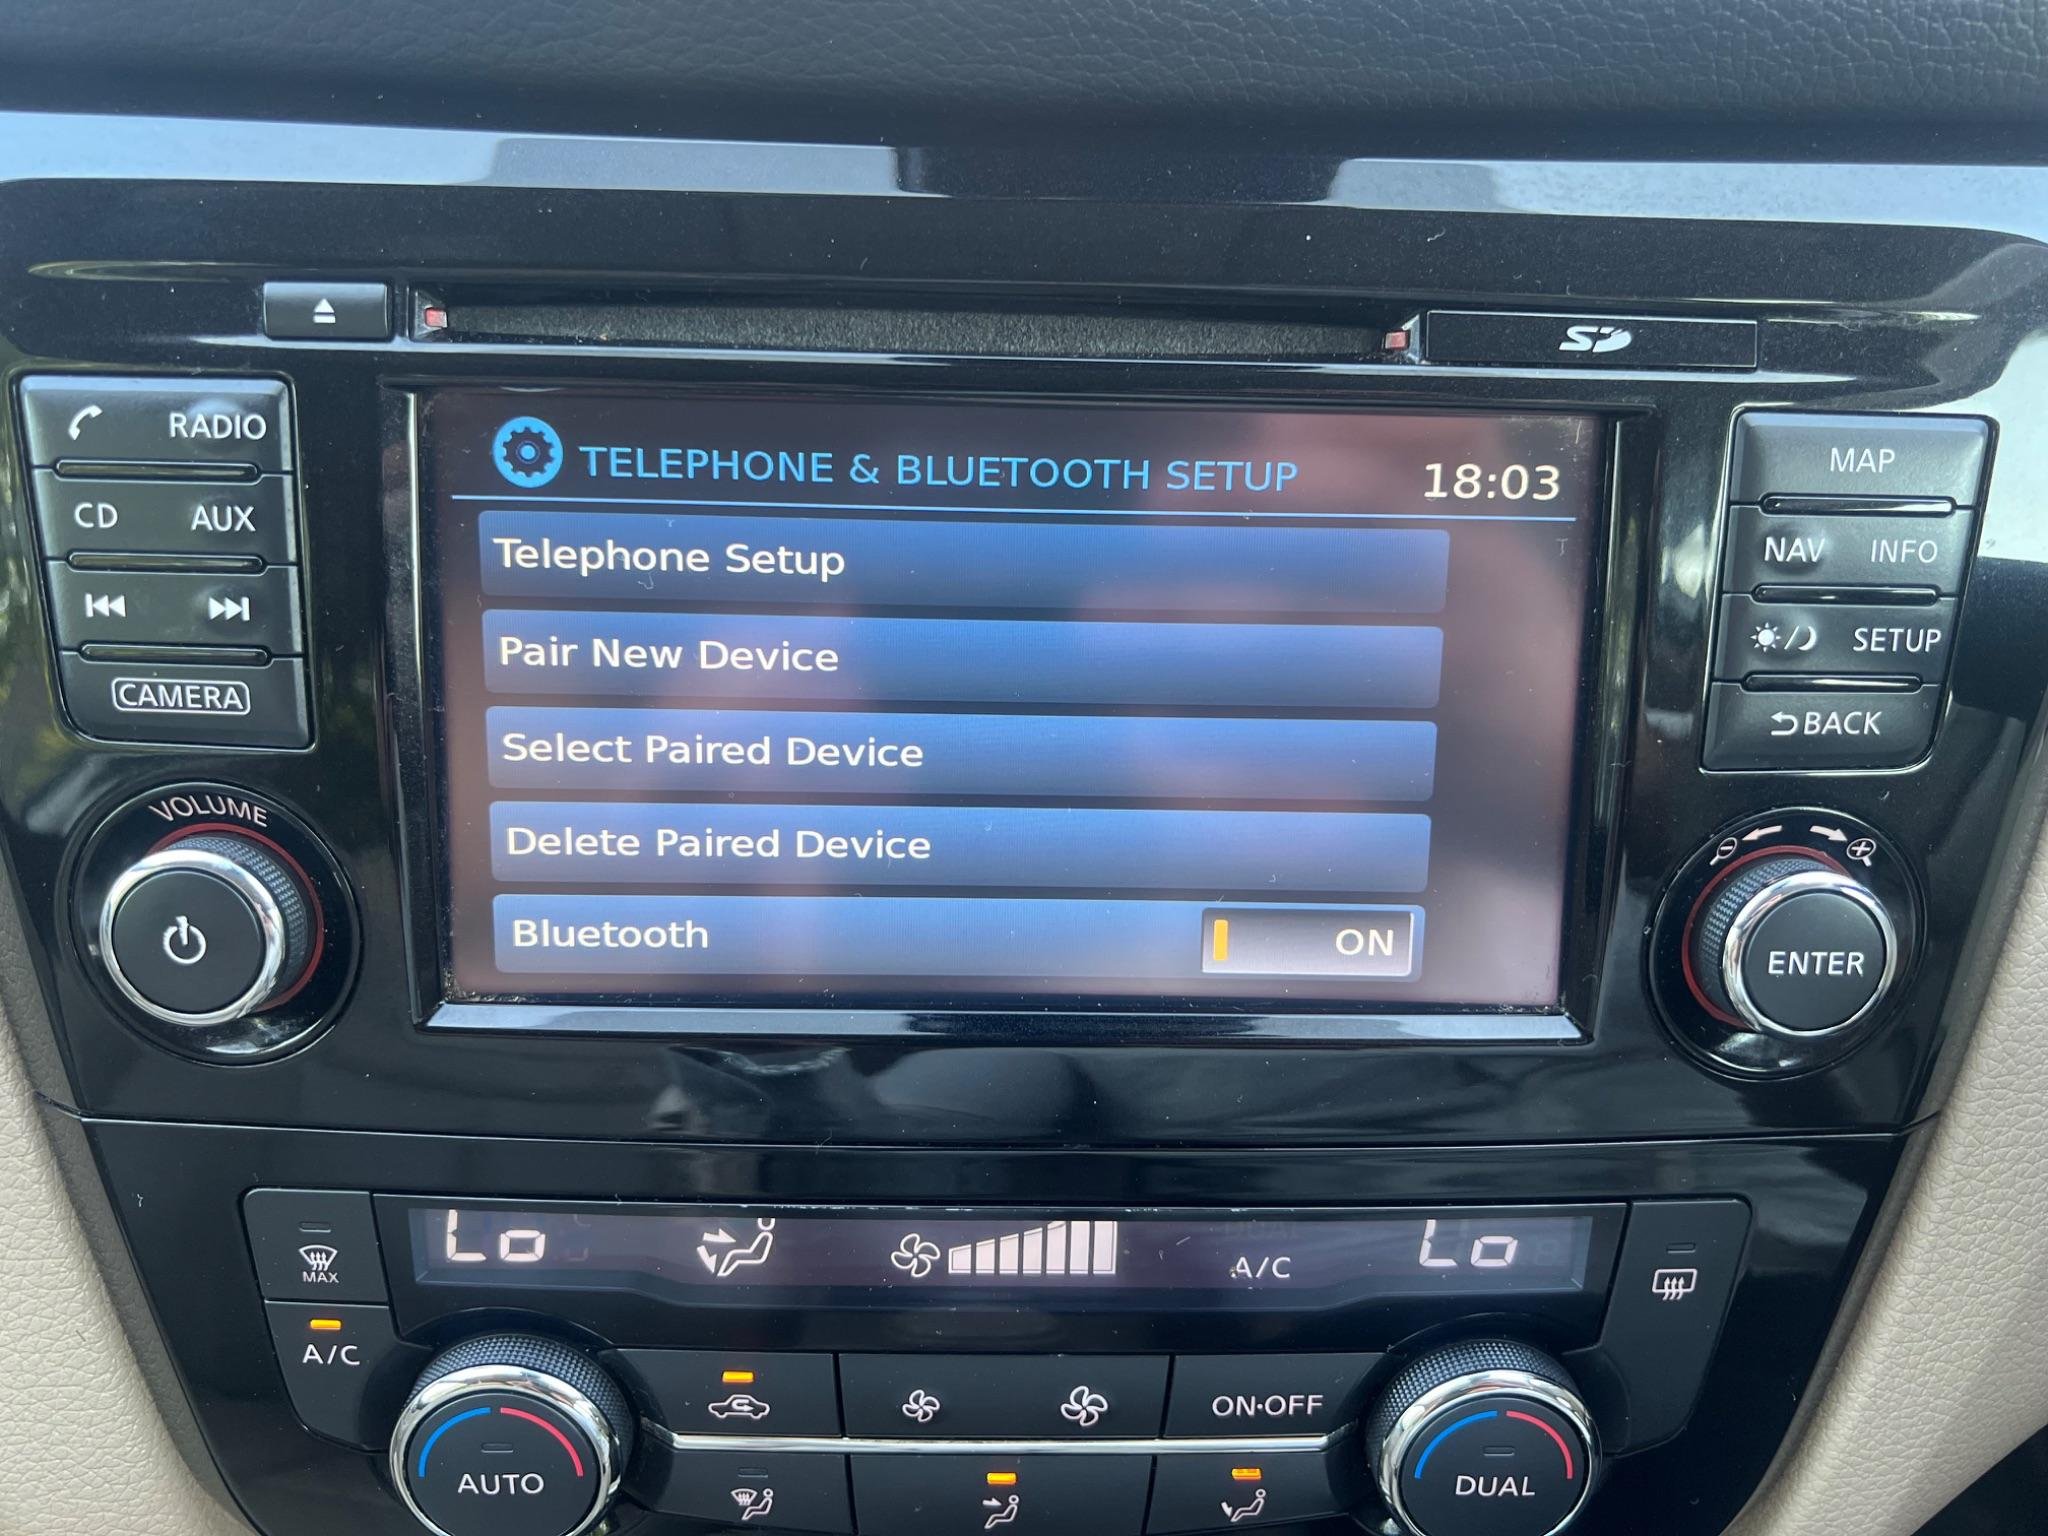 SD
RADIO
CD AUX
CAMERA
VOLUME
TELEPHONE & BLUETOOTH SETUP 18:03
Telephone Setup
Pair New Device
Select Paired Device
Delete Paired Device
Bluetooth ON
MAP
NAV INFO
SETUP
BACK
ENTER
MAX
A/C
Lo A/C Lo
AUTO
ON·OFF
DUAL